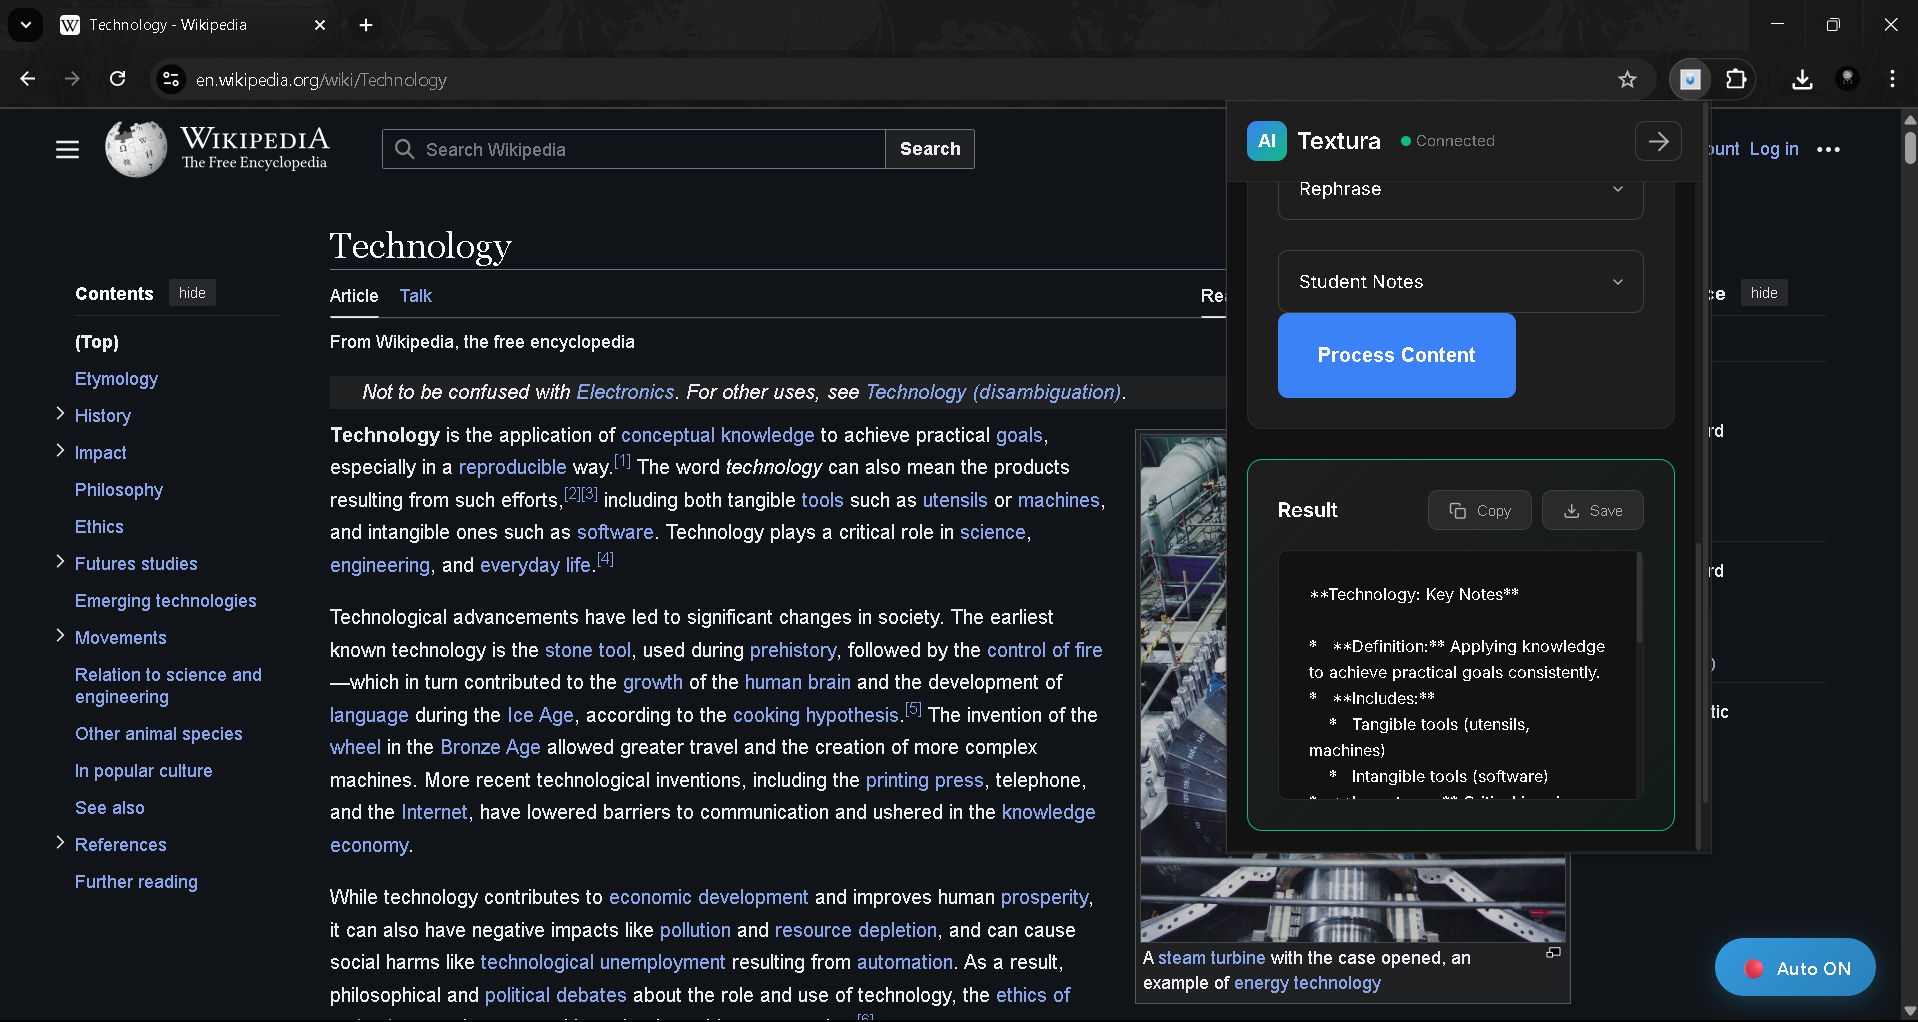 Technology - Wikipedia
en.wikipedia.org/wiki/Technology
WIKIPEDIA
The Free Encyclopedia
Search Wikipedia
Search
Log in
AI Textura Connected
Rephrase
Student Notes
Process Content
Result
Copy
Save
**Technology: Key Notes**
* **Definition:** Applying knowledge
to achieve practical goals consistently.
* **Includes:**
* Tangible tools (utensils,
machines)
* Intangible tools (software)
Contents hide
(Top)
Etymology
History
Impact
Philosophy
Ethics
Futures studies
Emerging technologies
Movements
Relation to science and
engineering
Other animal species
In popular culture
See also
References
Further reading
Technology
Article Talk
From Wikipedia, the free encyclopedia
Not to be confused with Electronics. For other uses, see Technology (disambiguation).
Technology is the application of conceptual knowledge to achieve practical goals,
especially in a reproducible way.[1] The word technology can also mean the products
resulting from such efforts,[2][3] including both tangible tools such as utensils or machines,
and intangible ones such as software. Technology plays a critical role in science,
engineering, and everyday life.[4]
Technological advancements have led to significant changes in society. The earliest
known technology is the stone tool, used during prehistory, followed by the control of fire
—which in turn contributed to the growth of the human brain and the development of
language during the Ice Age, according to the cooking hypothesis.[5] The invention of the
wheel in the Bronze Age allowed greater travel and the creation of more complex
machines. More recent technological inventions, including the printing press, telephone,
and the Internet, have lowered barriers to communication and ushered in the knowledge
economy.
While technology contributes to economic development and improves human prosperity,
it can also have negative impacts like pollution and resource depletion, and can cause
social harms like technological unemployment resulting from automation. As a result,
philosophical and political debates about the role and use of technology, the ethics of
[6]
A steam turbine with the case opened, an
example of energy technology
hide
Auto ON